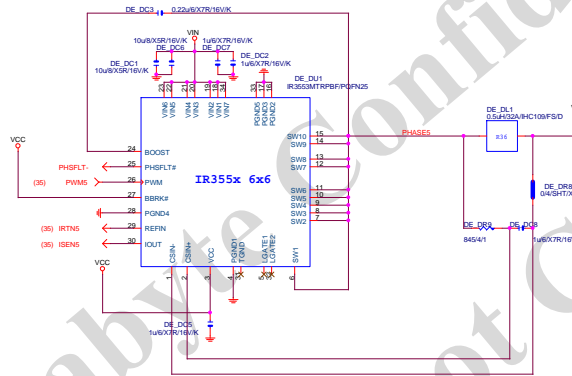 DE_DC3 0.22u/6/X7R/16V/K
10u/8/X5R/16V/K
DE_DC6
VIN
1u/6/X7R/16V/K
DE_DC7
DE_DC1
10u/8/X5R/16V/K
DE_DC2
1u/6/X7R/16V/K
DE_DU1
IR3553MTRPBF/PQFN25
23 22 21 20 19 18 34 33 17 16
VIN6 VIN5 VIN4 VIN3 VIN2 VIN1 VIN7 PGND5 PGND3 PGND2
DE_DL1
0.5uH/32A/IHC109/FS/D
R36
VCC
24 BOOST
PHSFLT- 25 PHSFLT#
(35) PWM5 26 PWM
27 BBRK#
28 PGND4
(35) IRTN5 29 REFIN
(35) ISEN5 30 IOUT
IR355x 6x6
SW10 15
SW9 14
SW8 13
SW7 12
SW6 11
SW5 10
SW4 9
SW3 8
SW2 7
PHASE5
DE_DR8
0/4/SHT/X
DE_DR9
845/4/1
DE_DC8
1u/6/X7R/16V/
CSIN- CSIN+ VCC PGND1 TGND LGATE1 LGATE2 SW1
1 2 3 4 5 6
VCC
DE_DC5
1u/6/X7R/16V/K
abyte Confid
ot C